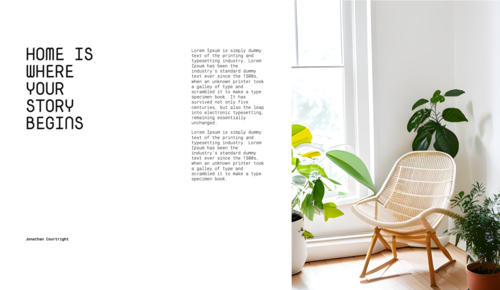 HOME IS
WHERE
YOUR
STORY
BEGINS
Lorem Ipsum is simply dummy
text of the printing and
typesetting industry. Lorem
Ipsum has been the
industry's standard dummy
text ever since the 1500s,
when an unknown printer took
a galley of type and
scrambled it to make a type
specimen book. It has
survived not only five
centuries, but also the leap
into electronic typesetting,
remaining essentially
unchanged.
Lorem Ipsum is simply dummy
text of the printing and
typesetting industry. Lorem
Ipsum has been the
industry's standard dummy
text ever since the 1500s,
when an unknown printer took
a galley of type and
scrambled it to make a type
specimen book.
Jonathan Courtright